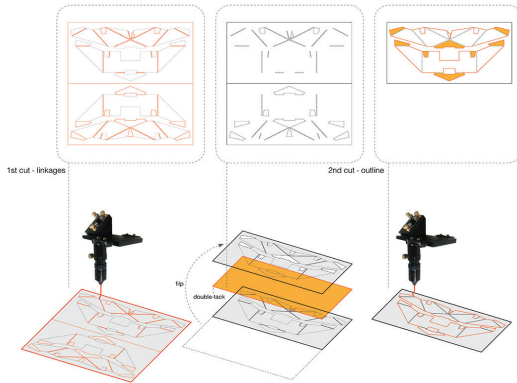 1st cut - linkages
2nd cut - outline
flip
double-tack